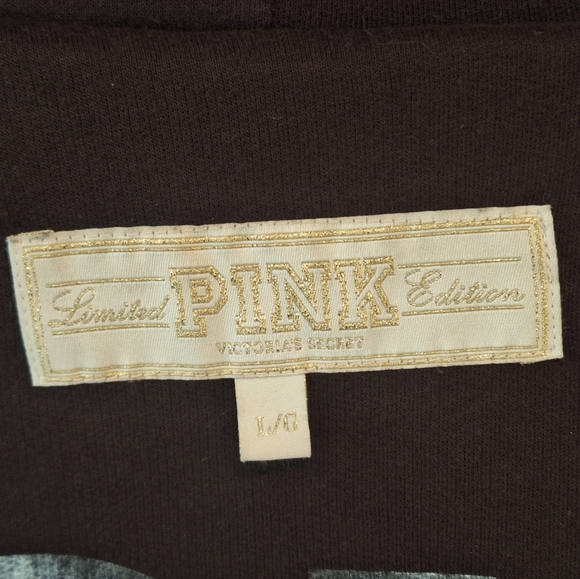 Limited PINK Edition
VICTORIA'S SECRET
L/G